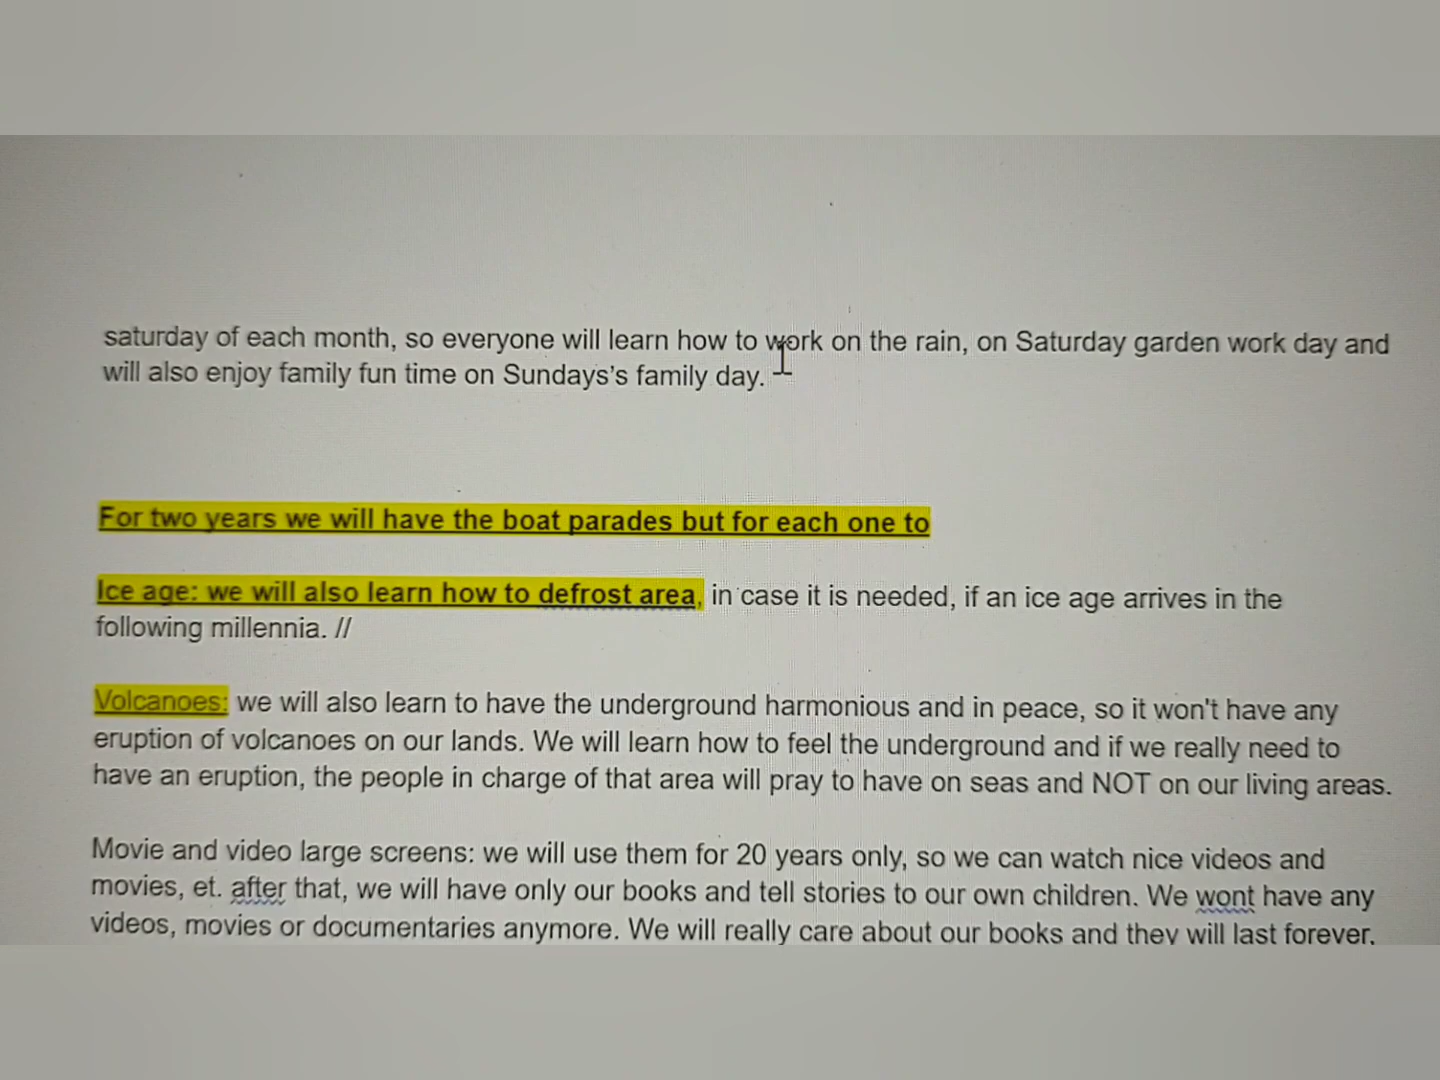 saturday of each month, so everyone will learn how to work on the rain, on Saturday garden work day and
will also enjoy family fun time on Sundays's family day.
For two years we will have the boat parades but for each one to
Ice age: we will also learn how to defrost area, in case it is needed, if an ice age arrives in the
following millennia. //
Volcanoes: we will also learn to have the underground harmonious and in peace, so it won't have any
eruption of volcanoes on our lands. We will learn how to feel the underground and if we really need to
have an eruption, the people in charge of that area will pray to have on seas and NOT on our living areas.
Movie and video large screens: we will use them for 20 years only, so we can watch nice videos and
movies, et. after that, we will have only our books and tell stories to our own children. We wont have any
videos, movies or documentaries anymore. We will really care about our books and they will last forever.